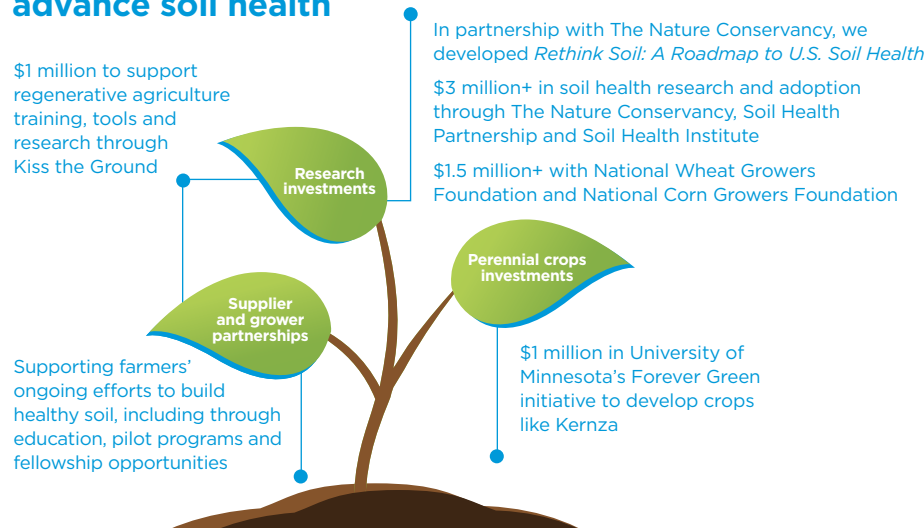 advance soil health
$1 million to support
regenerative agriculture
training, tools and
research through
Kiss the Ground
In partnership with The Nature Conservancy, we
developed Rethink Soil: A Roadmap to U.S. Soil Health
$3 million+ in soil health research and adoption
through The Nature Conservancy, Soil Health
Partnership and Soil Health Institute
$1.5 million+ with National Wheat Growers
Foundation and National Corn Growers Foundation
Research
investments
Perennial crops
investments
Supplier
and grower
partnerships
Supporting farmers’
ongoing efforts to build
healthy soil, including through
education, pilot programs and
fellowship opportunities
$1 million in University of
Minnesota’s Forever Green
initiative to develop crops
like Kernza